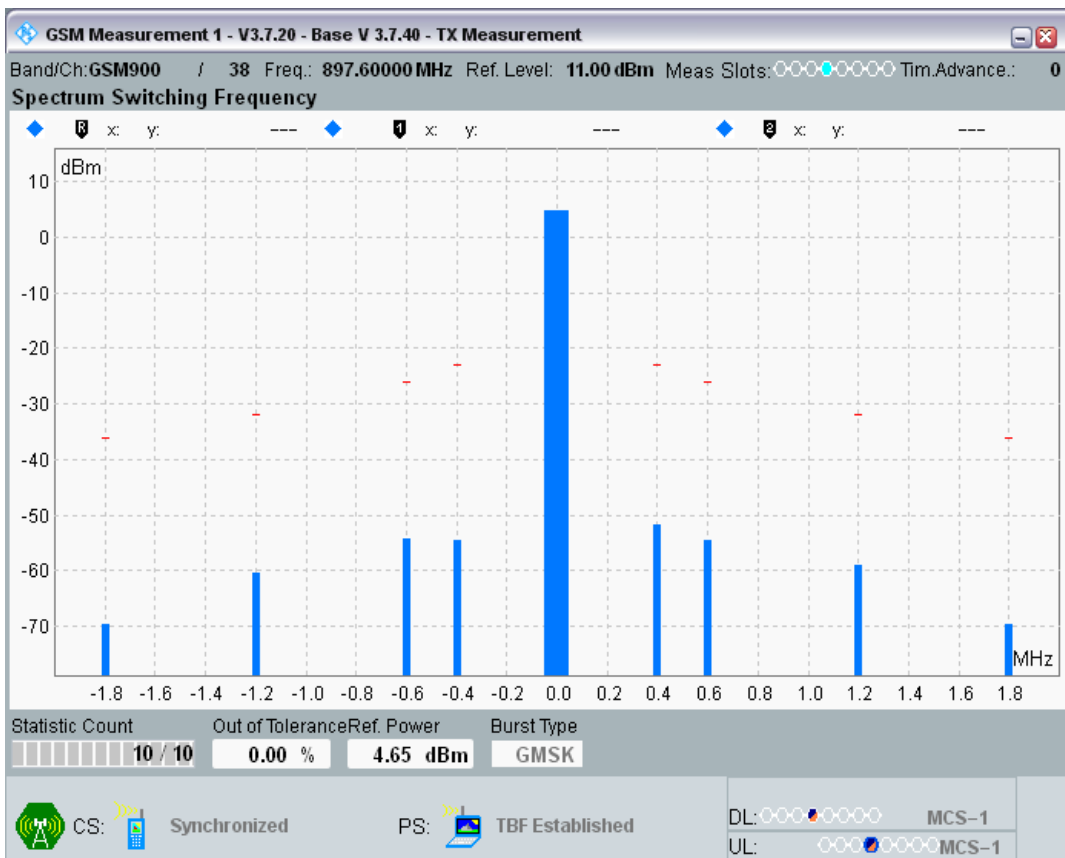 GSM Measurement 1 - V3.7.20 - Base V 3.7.40 - TX Measurement
Band/Ch:GSM900 / 38 Freq.: 897.60000 MHz Ref. Level: 11.00 dBm Meas Slots: Tim.Advance.: 0
Spectrum Switching Frequency
R x: y: --- 1 x: y: --- 2 x: y: ---
dBm
10
0
-10
-20
-30
-40
-50
-60
-70
MHz
-1.8 -1.6 -1.4 -1.2 -1.0 -0.8 -0.6 -0.4 -0.2 0.0 0.2 0.4 0.6 0.8 1.0 1.2 1.4 1.6 1.8
Statistic Count Out of Tolerance Ref. Power Burst Type
10 / 10 0.00 % 4.65 dBm GMSK
CS: Synchronized PS: TBF Established DL: MCS-1
UL: MCS-1